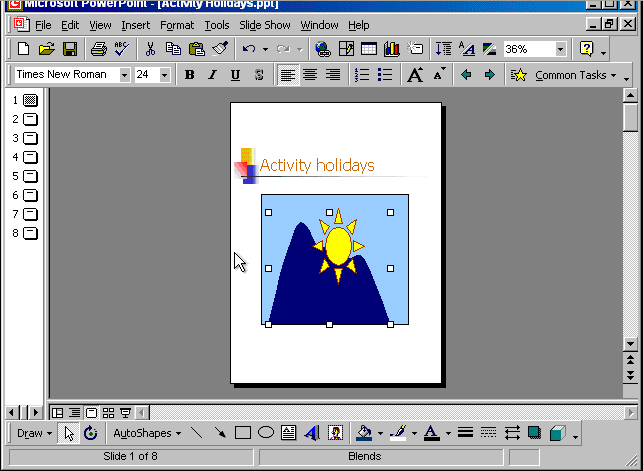 Microsoft PowerPoint - [Activity Holidays.ppt]
File Edit View Insert Format Tools Slide Show Window Help
ABC 36% ?
Times New Roman 24 B I U S A A Common Tasks
1
2
3
4
5
6
7
8
Activity holidays
Draw AutoShapes A A
Slide 1 of 8 Blends